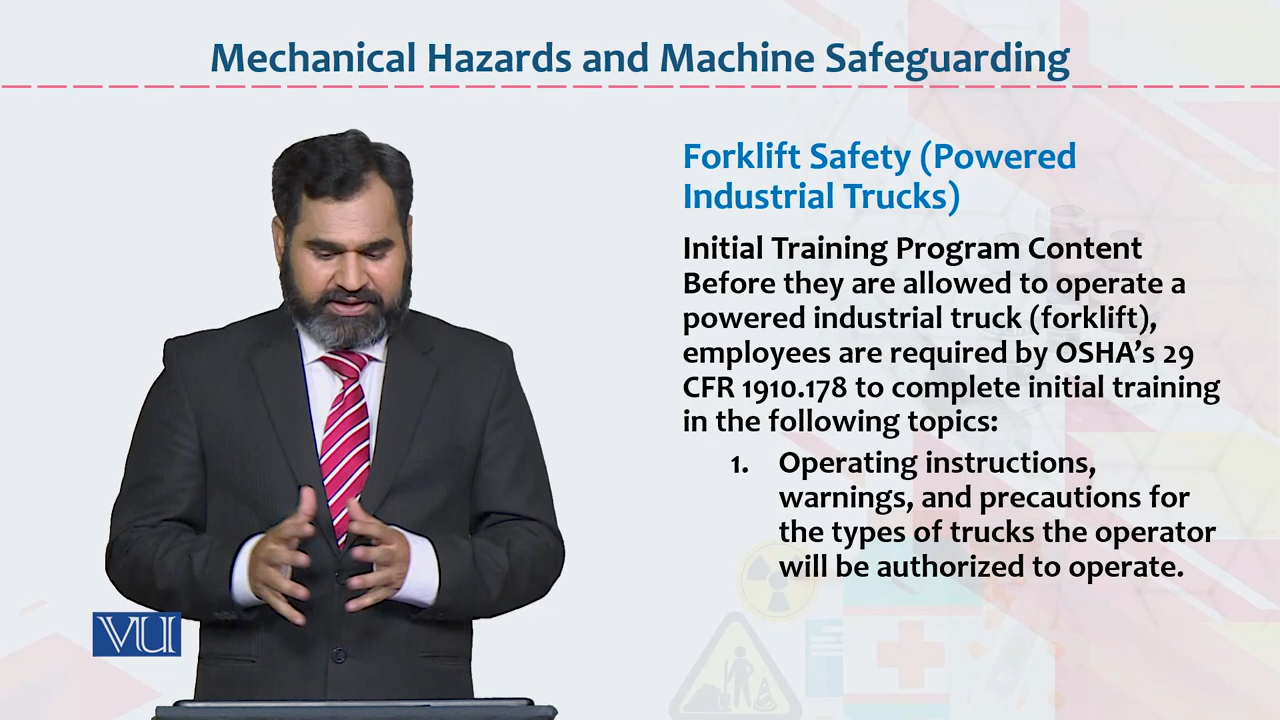 Mechanical Hazards and Machine Safeguarding
Forklift Safety (Powered
Industrial Trucks)
Initial Training Program Content
Before they are allowed to operate a
powered industrial truck (forklift),
employees are required by OSHA’s 29
CFR 1910.178 to complete initial training
in the following topics:
1. Operating instructions,
warnings, and precautions for
the types of trucks the operator
will be authorized to operate.
VU